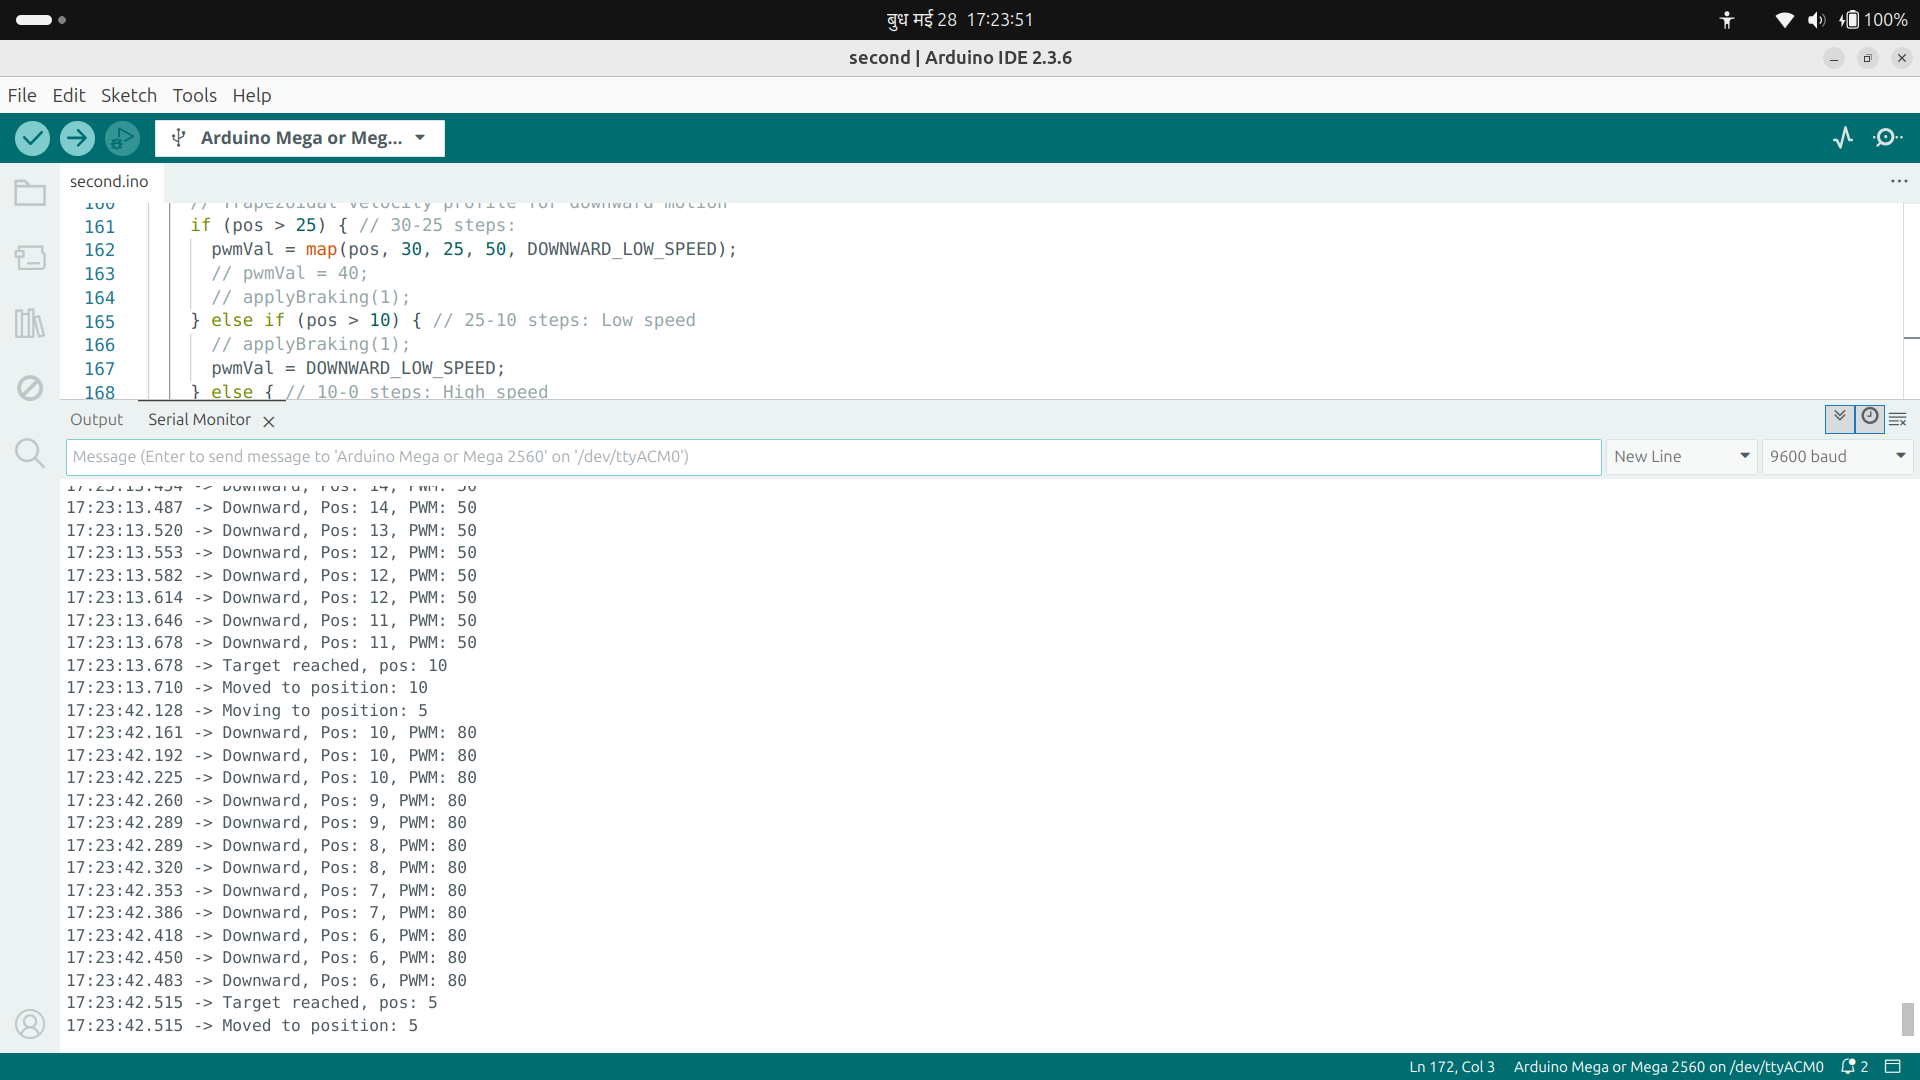 बुध मई 28 17:23:51
100%
second | Arduino IDE 2.3.6
File Edit Sketch Tools Help
Arduino Mega or Meg...
second.ino
160 // Trapezoidal velocity profile for downward motion
161 if (pos > 25) { // 30-25 steps:
162 pwmVal = map(pos, 30, 25, 50, DOWNWARD_LOW_SPEED);
163 // pwmVal = 40;
164 // applyBraking(1);
165 } else if (pos > 10) { // 25-10 steps: Low speed
166 // applyBraking(1);
167 pwmVal = DOWNWARD_LOW_SPEED;
168 } else { // 10-0 steps: High speed
Output Serial Monitor
Message (Enter to send message to 'Arduino Mega or Mega 2560' on '/dev/ttyACM0')
New Line
9600 baud
17:23:13.454 -> Downward, Pos: 14, PWM: 50
17:23:13.487 -> Downward, Pos: 14, PWM: 50
17:23:13.520 -> Downward, Pos: 13, PWM: 50
17:23:13.553 -> Downward, Pos: 12, PWM: 50
17:23:13.582 -> Downward, Pos: 12, PWM: 50
17:23:13.614 -> Downward, Pos: 12, PWM: 50
17:23:13.646 -> Downward, Pos: 11, PWM: 50
17:23:13.678 -> Downward, Pos: 11, PWM: 50
17:23:13.678 -> Target reached, pos: 10
17:23:13.710 -> Moved to position: 10
17:23:42.128 -> Moving to position: 5
17:23:42.161 -> Downward, Pos: 10, PWM: 80
17:23:42.192 -> Downward, Pos: 10, PWM: 80
17:23:42.225 -> Downward, Pos: 10, PWM: 80
17:23:42.260 -> Downward, Pos: 9, PWM: 80
17:23:42.289 -> Downward, Pos: 9, PWM: 80
17:23:42.289 -> Downward, Pos: 8, PWM: 80
17:23:42.320 -> Downward, Pos: 8, PWM: 80
17:23:42.353 -> Downward, Pos: 7, PWM: 80
17:23:42.386 -> Downward, Pos: 7, PWM: 80
17:23:42.418 -> Downward, Pos: 6, PWM: 80
17:23:42.450 -> Downward, Pos: 6, PWM: 80
17:23:42.483 -> Downward, Pos: 6, PWM: 80
17:23:42.515 -> Target reached, pos: 5
17:23:42.515 -> Moved to position: 5
Ln 172, Col 3 Arduino Mega or Mega 2560 on /dev/ttyACM0 2